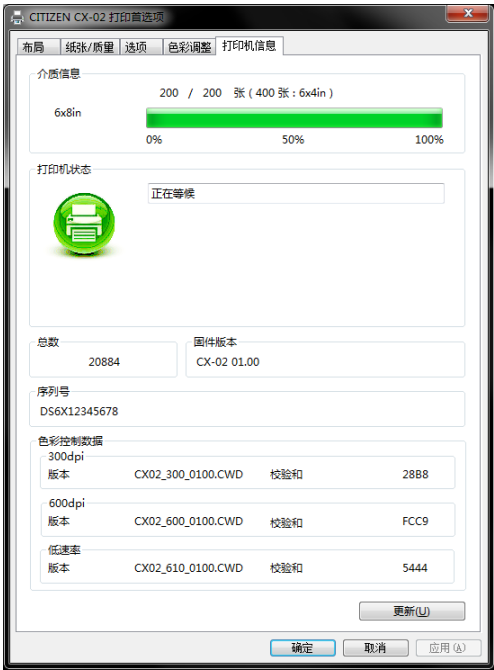 CITIZEN CX-02 打印首选项
布局 纸张/质量 选项 色彩调整 打印机信息
介质信息
200 / 200 张 ( 400 张 : 6x4in )
6x8in
0% 50% 100%
打印机状态
正在等候
总数 固件版本
20884 CX-02 01.00
序列号
DS6X12345678
色彩控制数据
300dpi
版本 CX02_300_0100.CWD 校验和 28B8
600dpi
版本 CX02_600_0100.CWD 校验和 FCC9
低速率
版本 CX02_610_0100.CWD 校验和 5444
更新(U)
确定 取消 应用(A)